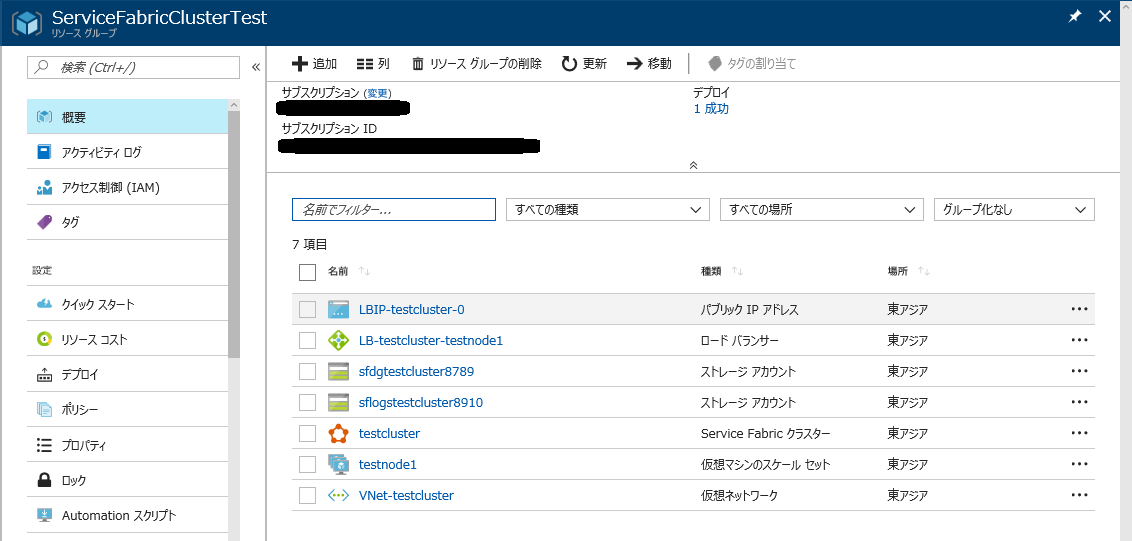 ServiceFabricClusterTest
リソース グループ
検索 (Ctrl+/)
概要
アクティビティ ログ
アクセス制御 (IAM)
タグ
設定
クイック スタート
リソース コスト
デプロイ
ポリシー
プロパティ
ロック
Automation スクリプト
追加 列 リソース グループの削除 更新 移動 タグの割り当て
サブスクリプション (変更)
デプロイ
1 成功
サブスクリプション ID
名前でフィルター... すべての種類 すべての場所 グループ化なし
7 項目
名前 種類 場所
LBIP-testcluster-0 パブリック IP アドレス 東アジア
LB-testcluster-testnode1 ロード バランサー 東アジア
sfdgtestcluster8789 ストレージ アカウント 東アジア
sflogstestcluster8910 ストレージ アカウント 東アジア
testcluster Service Fabric クラスター 東アジア
testnode1 仮想マシンのスケール セット 東アジア
VNet-testcluster 仮想ネットワーク 東アジア